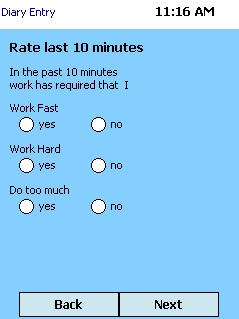 Diary Entry 11:16 AM
Rate last 10 minutes
In the past 10 minutes
work has required that I
Work Fast
yes no
Work Hard
yes no
Do too much
yes no
Back Next